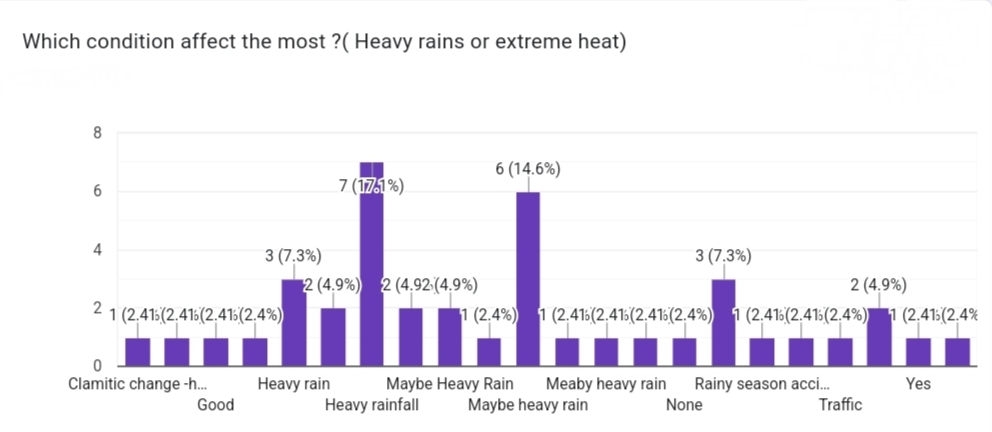 Which condition affect the most ?( Heavy rains or extreme heat)
8
6 (14.6%)
7 (17.1%)
6
4
3 (7.3%)
3 (7.3%)
2 (4.9%)
2 (4.9%)
2 (4.9%)
2
1 (2.4%)
1 (2.4%)
0
Clamitic change -h...
Heavy rain
Maybe Heavy Rain
Meaby heavy rain
Rainy season acci...
Yes
Good
Heavy rainfall
Maybe heavy rain
None
Traffic